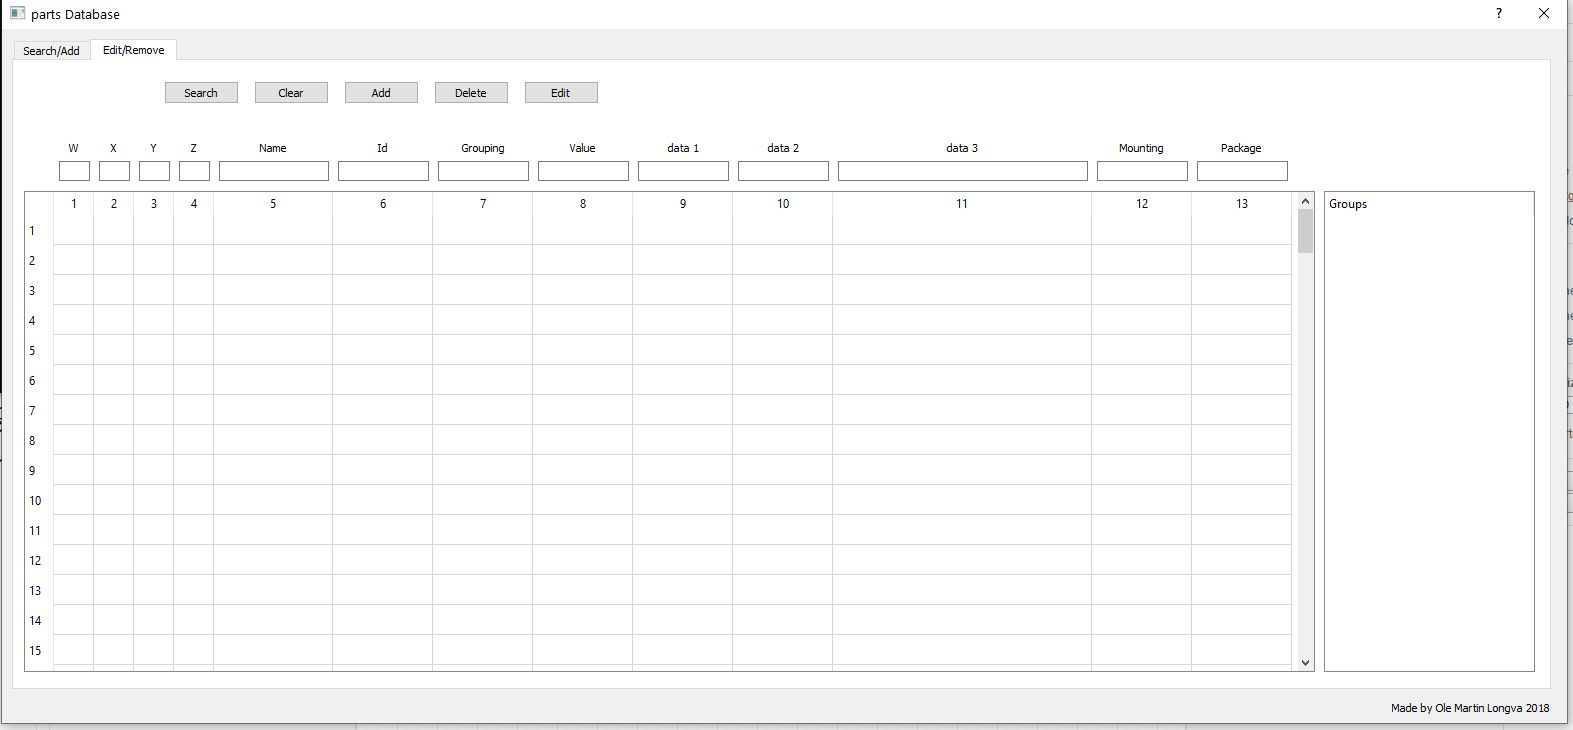 parts Database ?
Search/Add Edit/Remove
Search Clear Add Delete Edit
W X Y Z Name Id Grouping Value data 1 data 2 data 3 Mounting Package
1 2 3 4 5 6 7 8 9 10 11 12 13 Groups
1
2
3
4
5
6
7
8
9
10
11
12
13
14
15
Made by Ole Martin Longva 2018